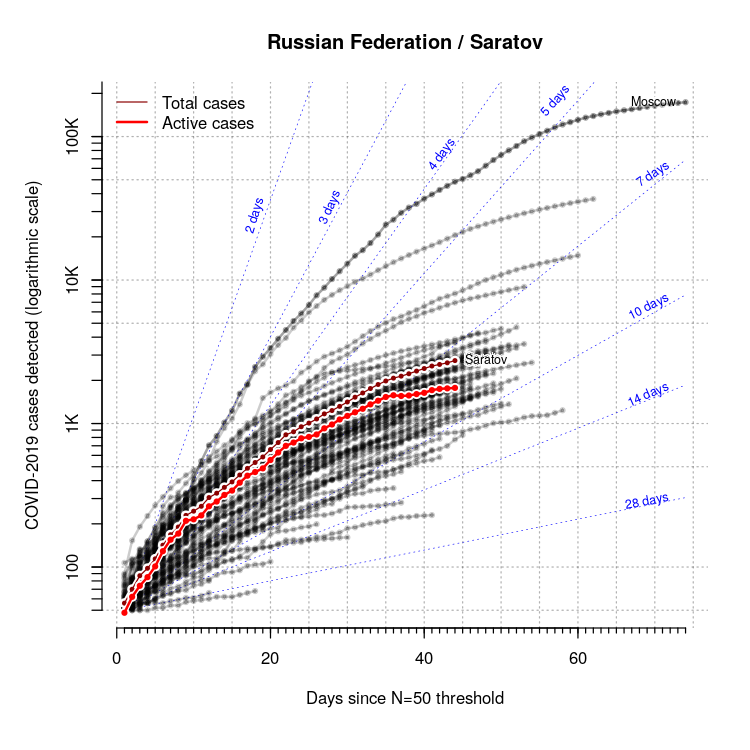 Russian Federation / Saratov
Total cases
Active cases
Moscow
Saratov
2 days
3 days
4 days
5 days
7 days
10 days
14 days
28 days
COVID-2019 cases detected (logarithmic scale)
100K
10K
1K
100
0 20 40 60
Days since N=50 threshold